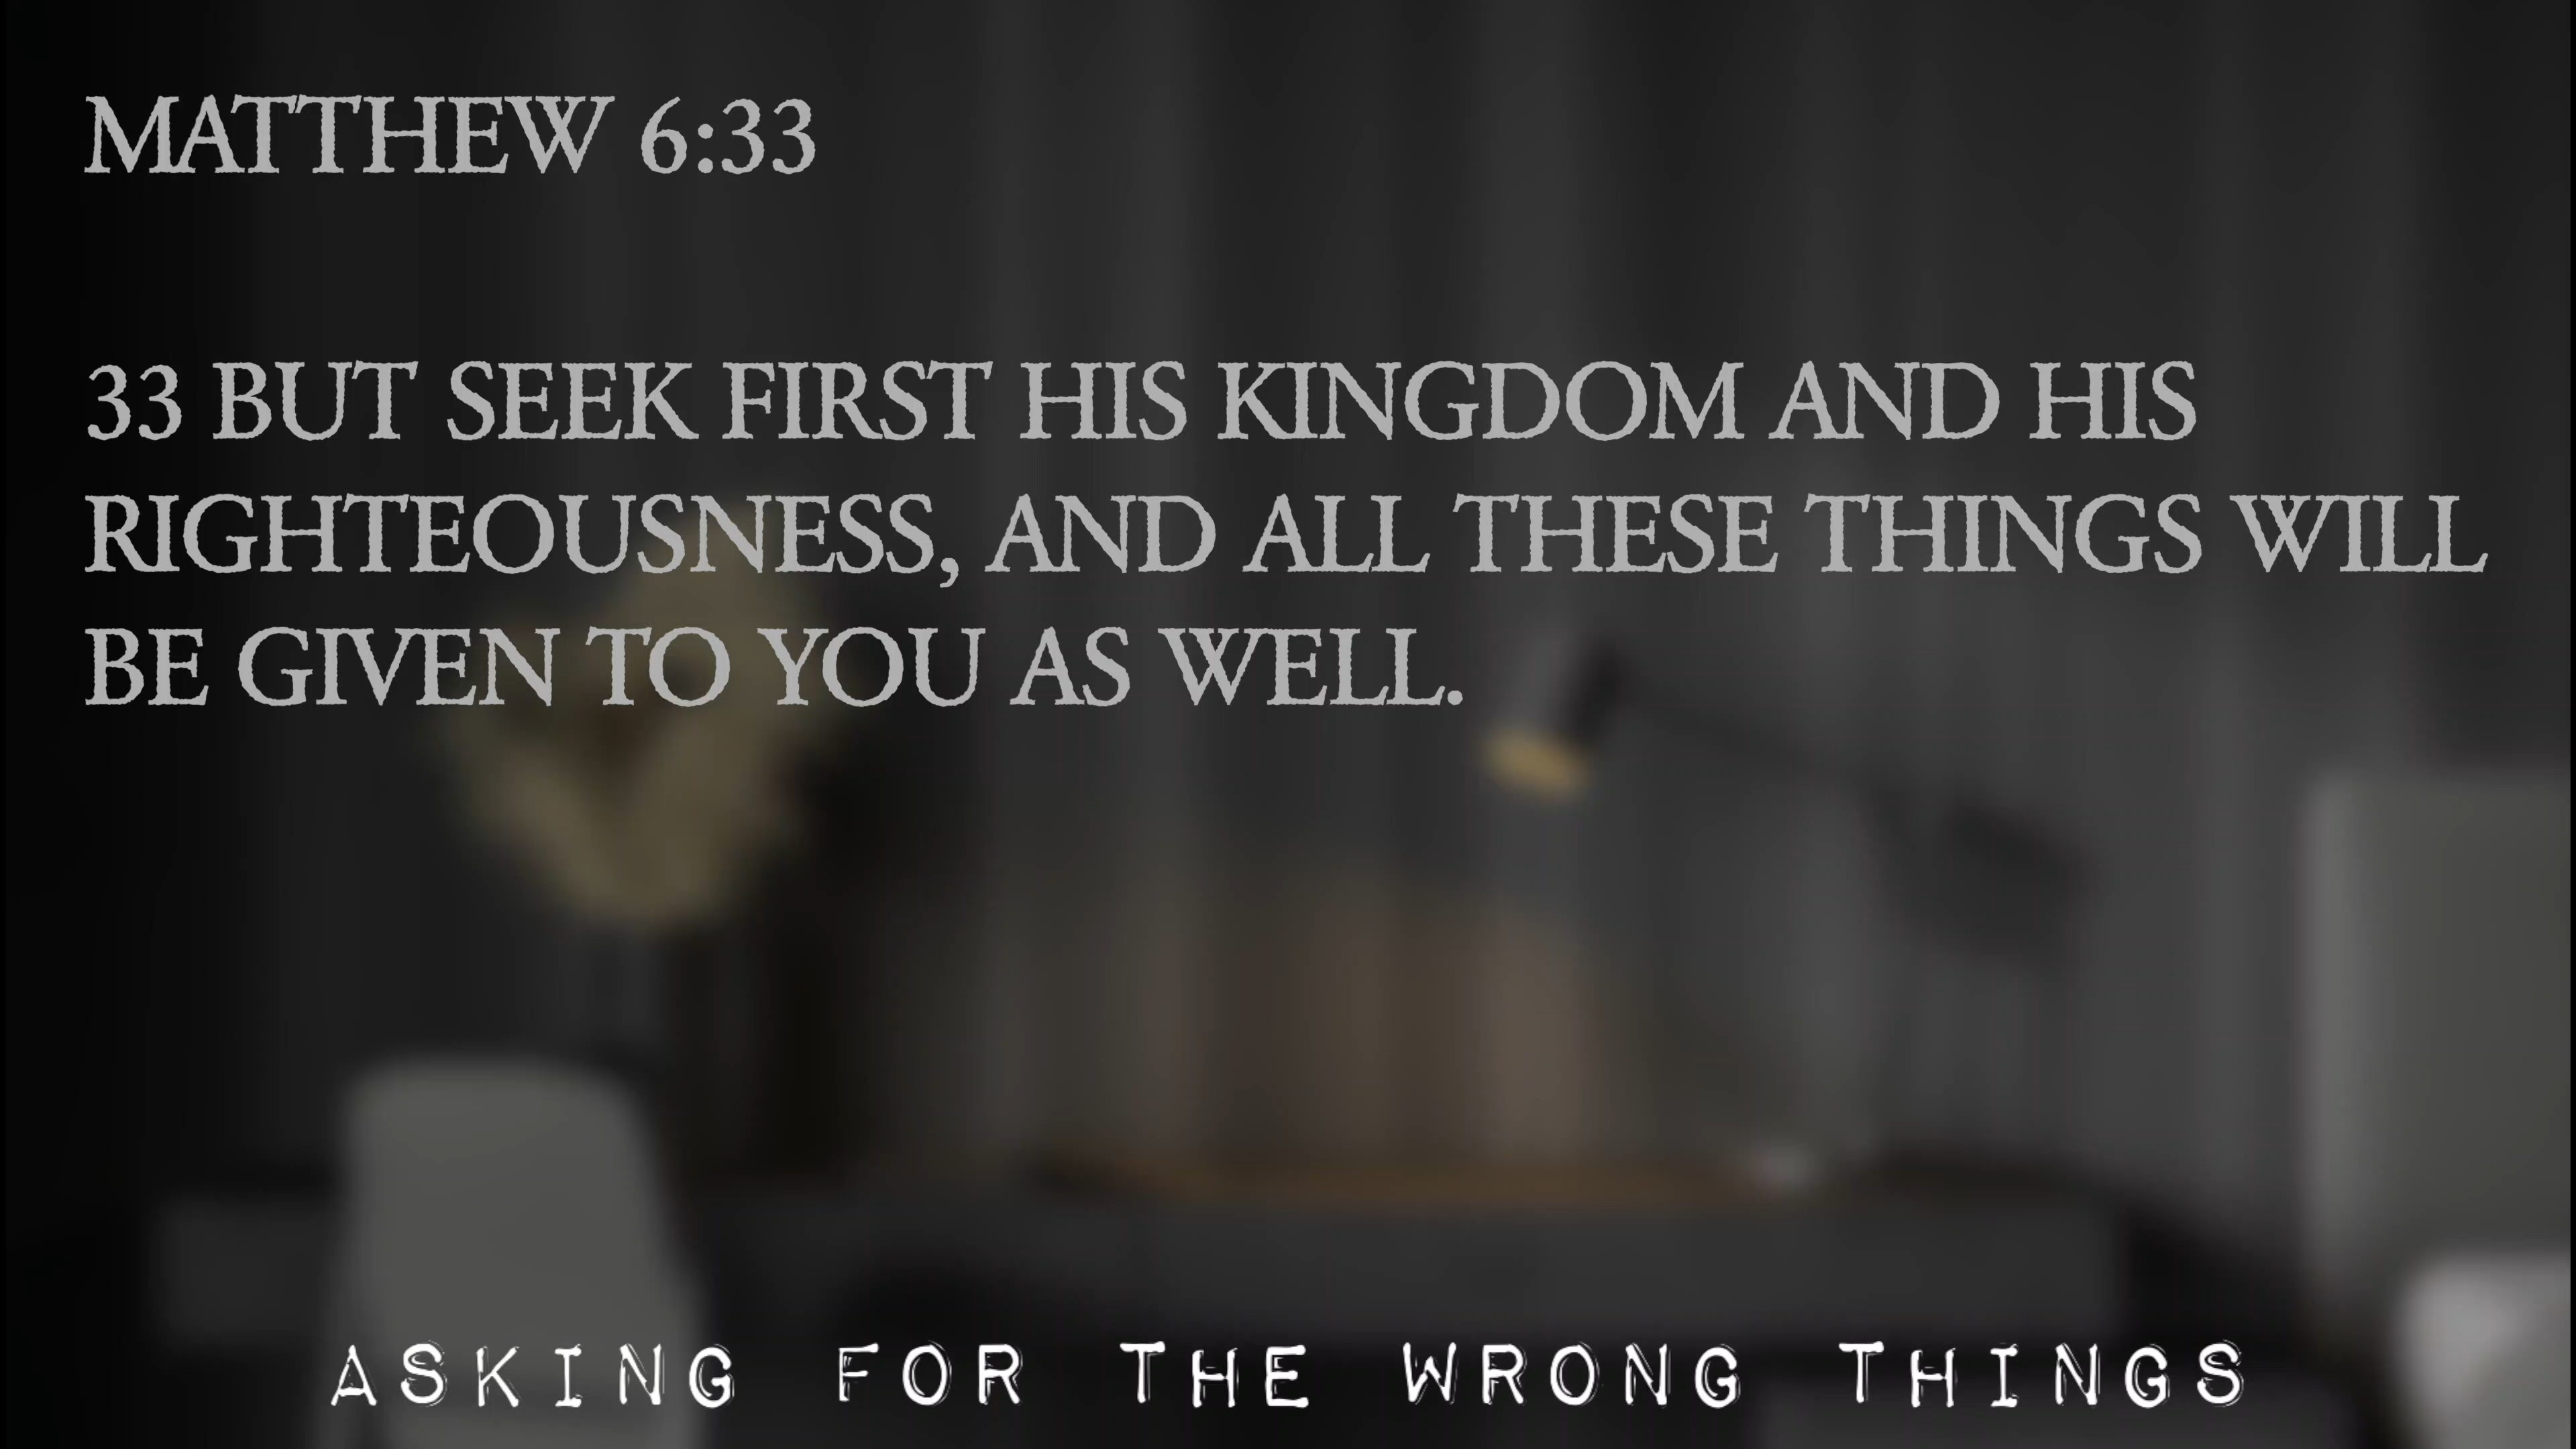 MATTHEW 6:33
33 BUT SEEK FIRST HIS KINGDOM AND HIS
RIGHTEOUSNESS, AND ALL THESE THINGS WILL
BE GIVEN TO YOU AS WELL.
ASKING FOR THE WRONG THINGS